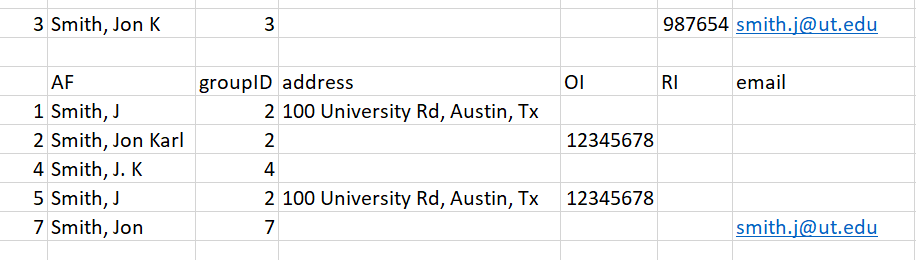 3 Smith, Jon K 3 987654 smith.j@ut.edu
AF groupID address OI RI email
1 Smith, J 2 100 University Rd, Austin, Tx
2 Smith, Jon Karl 2 12345678
4 Smith, J. K 4
5 Smith, J 2 100 University Rd, Austin, Tx 12345678
7 Smith, Jon 7 smith.j@ut.edu